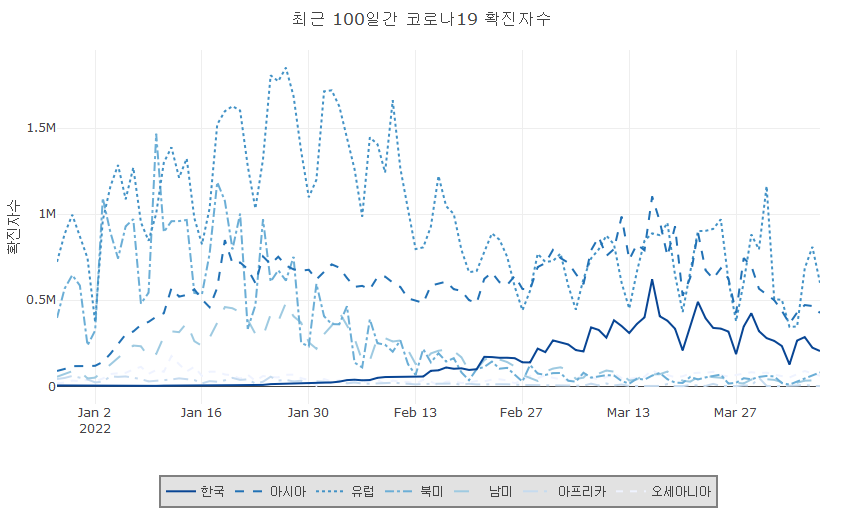 최근 100일간 코로나19 확진자수
확진자수
1.5M
1M
0.5M
0
Jan 2
2022
Jan 16
Jan 30
Feb 13
Feb 27
Mar 13
Mar 27
한국 아시아 유럽 북미 남미 아프리카 오세아니아